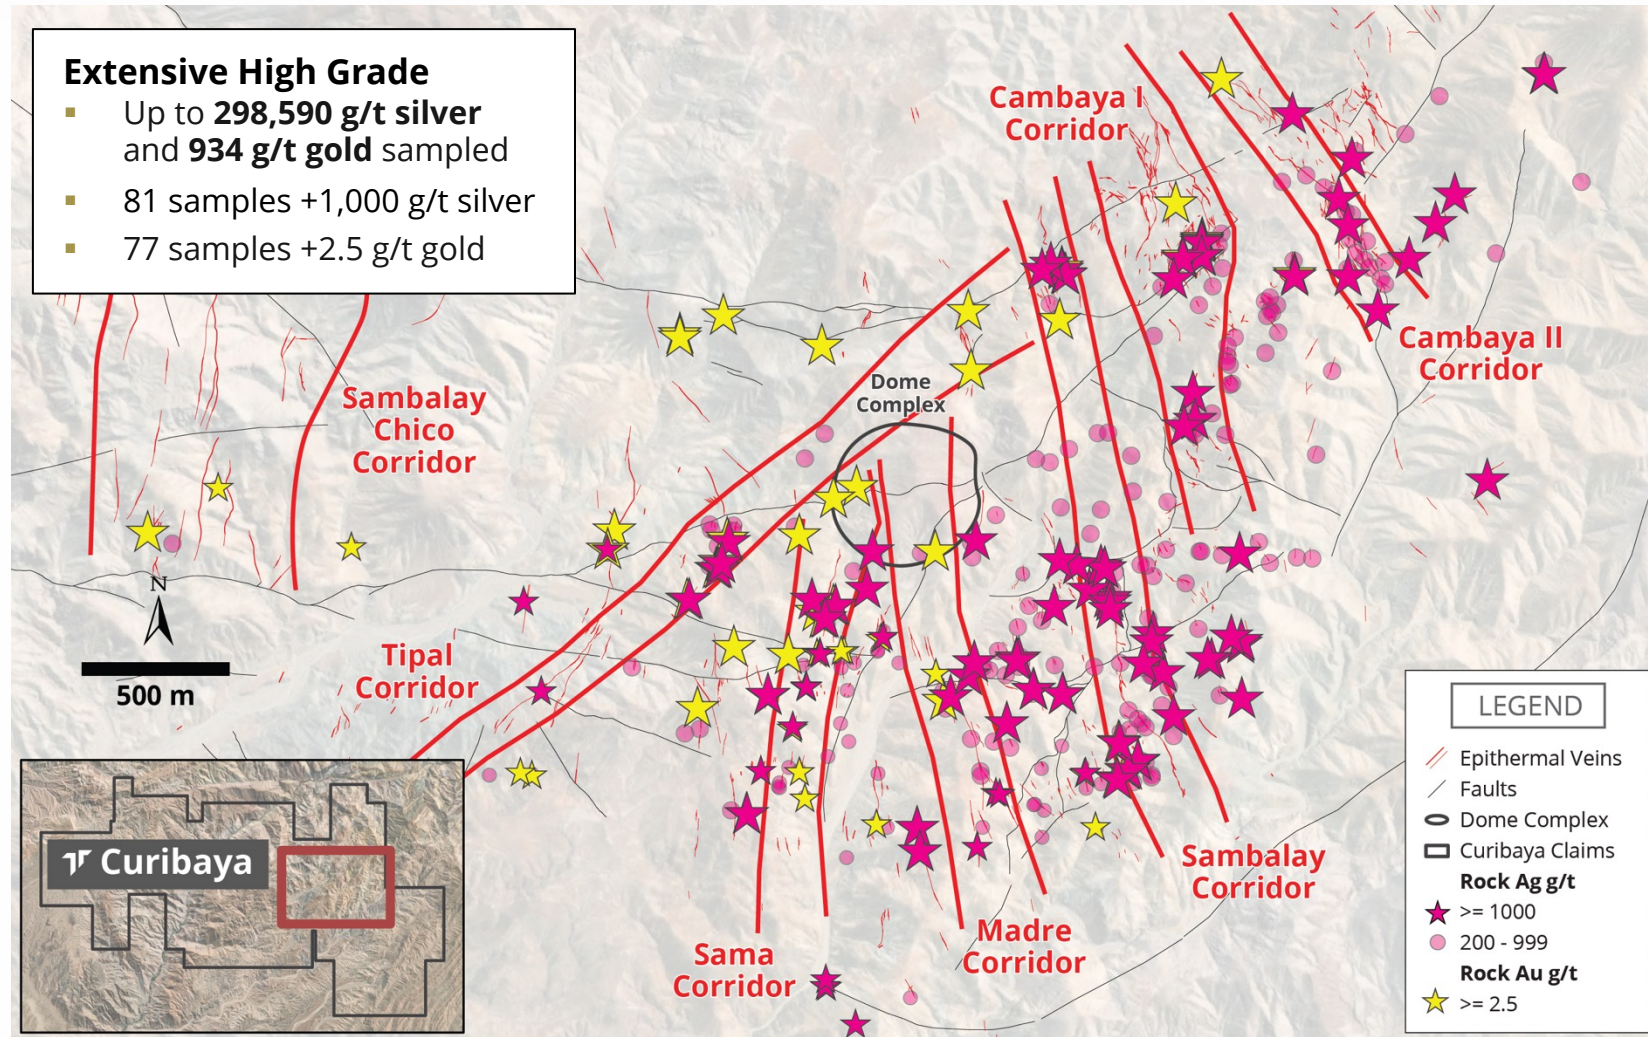 Extensive High Grade
▪ Up to 298,590 g/t silver
and 934 g/t gold sampled
▪ 81 samples +1,000 g/t silver
▪ 77 samples +2.5 g/t gold
Cambaya I
Corridor
Cambaya II
Corridor
Sambalay
Chico
Corridor
Dome
Complex
N
500 m
Tipal
Corridor
Curibaya
Sama
Corridor
Madre
Corridor
Sambalay
Corridor
LEGEND
Epithermal Veins
Faults
Dome Complex
Curibaya Claims
Rock Ag g/t
>= 1000
200 - 999
Rock Au g/t
>= 2.5